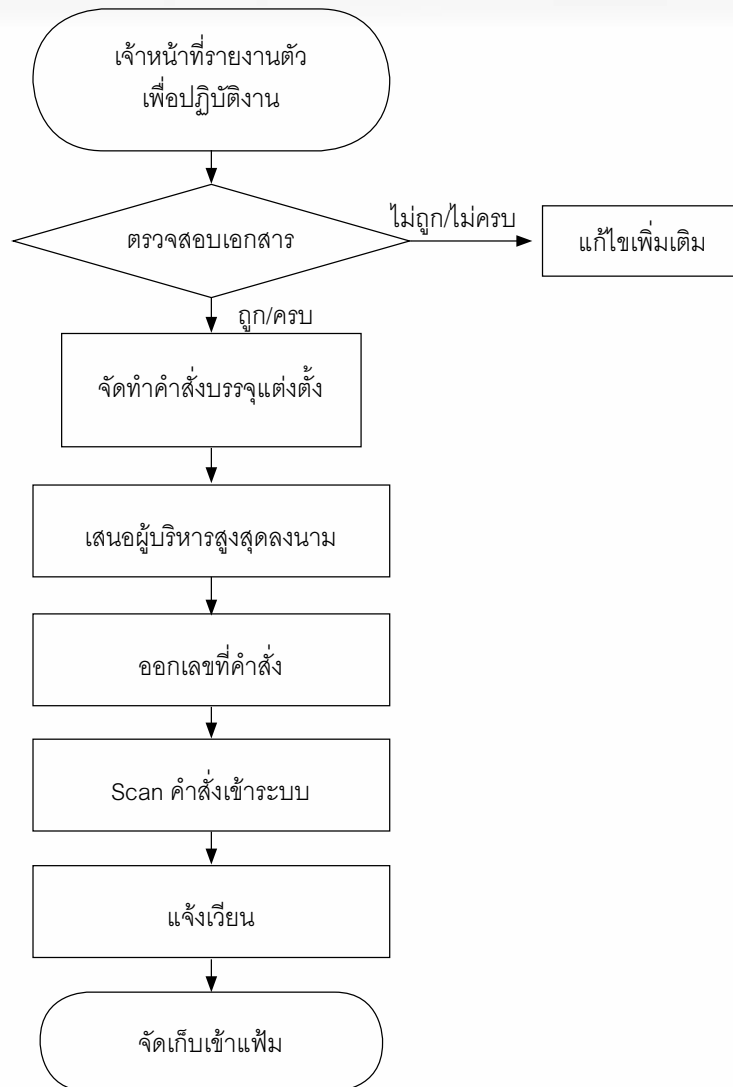 เจ้าหน้าที่รายงานตัว
เพื่อปฏิบัติงาน
ตรวจสอบเอกสาร
ไม่ถูก/ไม่ครบ
แก้ไขเพิ่มเติม
ถูก/ครบ
จัดทำคำสั่งบรรจุแต่งตั้ง
เสนอผู้บริหารสูงสุดลงนาม
ออกเลขที่คำสั่ง
Scan คำสั่งเข้าระบบ
แจ้งเวียน
จัดเก็บเข้าแฟ้ม